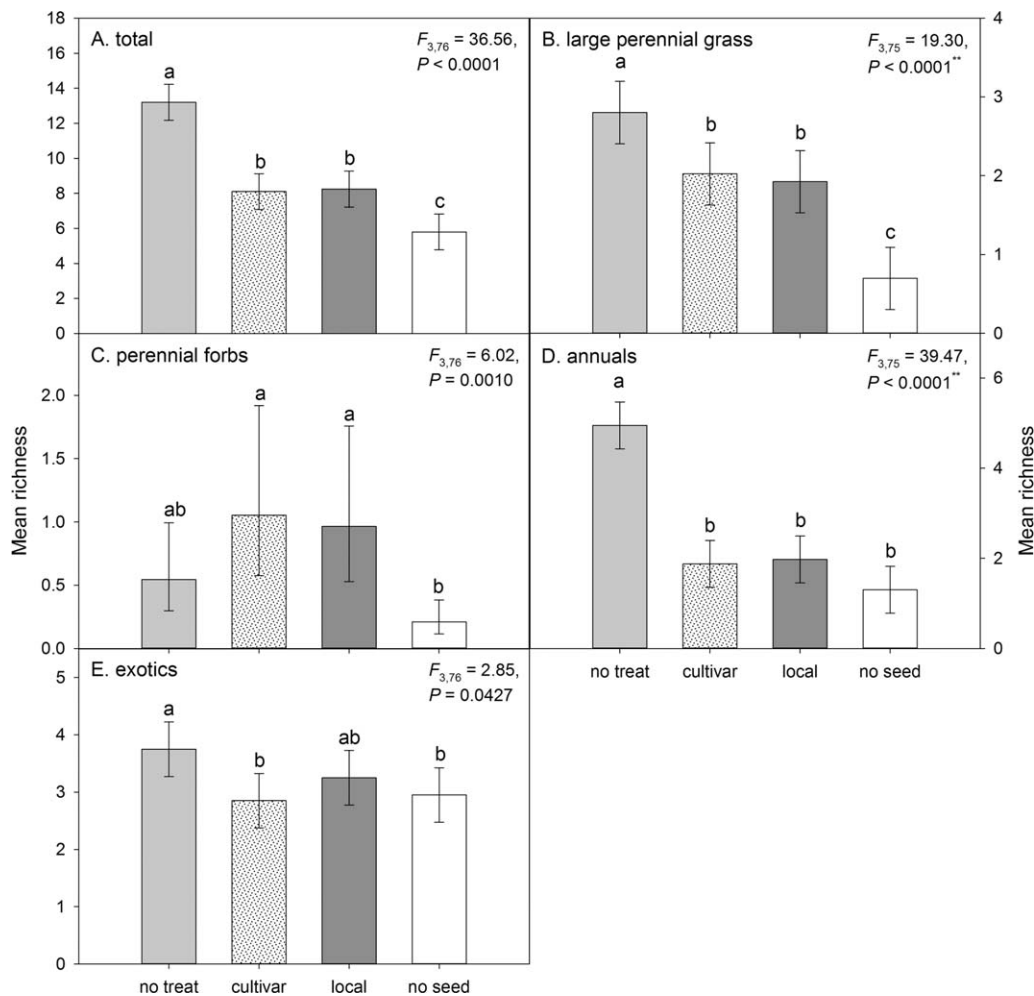 A. total
F3,76 = 36.56,
P < 0.0001
18
16
14
12
10
8
6
4
2
0
a
b
b
c
B. large perennial grass
F3,75 = 19.30,
P < 0.0001**
4
3
2
1
0
a
b
b
c
C. perennial forbs
F3,76 = 6.02,
P = 0.0010
2.0
1.5
1.0
0.5
0.0
ab
a
a
b
Mean richness
D. annuals
F3,75 = 39.47,
P < 0.0001**
6
4
2
0
a
b
b
b
Mean richness
no treat cultivar local no seed
E. exotics
F3,76 = 2.85,
P = 0.0427
5
4
3
2
1
0
a
b
ab
b
no treat cultivar local no seed